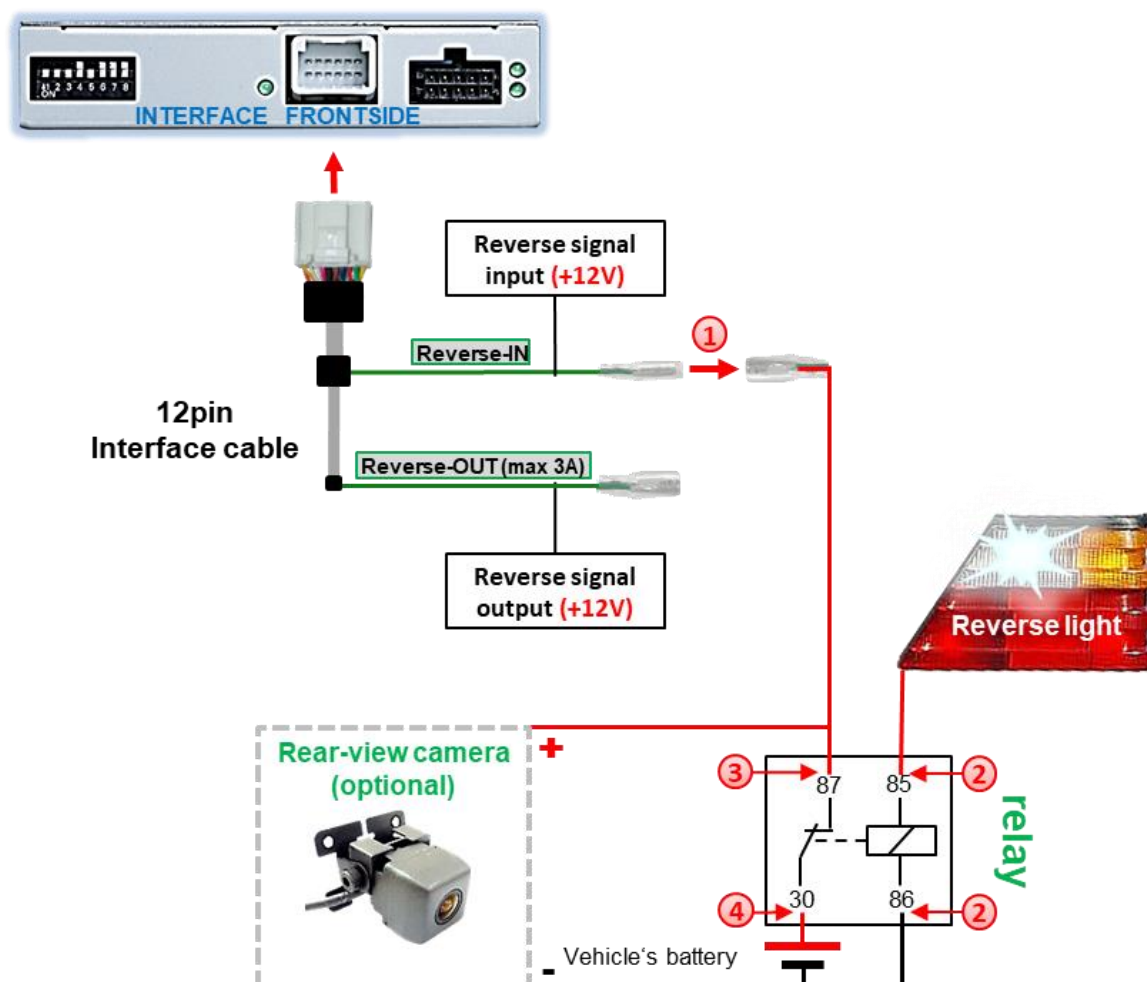 1 2 3 4 5 6 7 8
ON
INTERFACE FRONTSIDE
Reverse signal
input (+12V)
Reverse-IN
1
12pin
Interface cable
Reverse-OUT (max 3A)
Reverse signal
output (+12V)
Reverse light
Rear-view camera
(optional)
+
3
87
85
2
relay
4
30
86
2
- Vehicle‘s battery